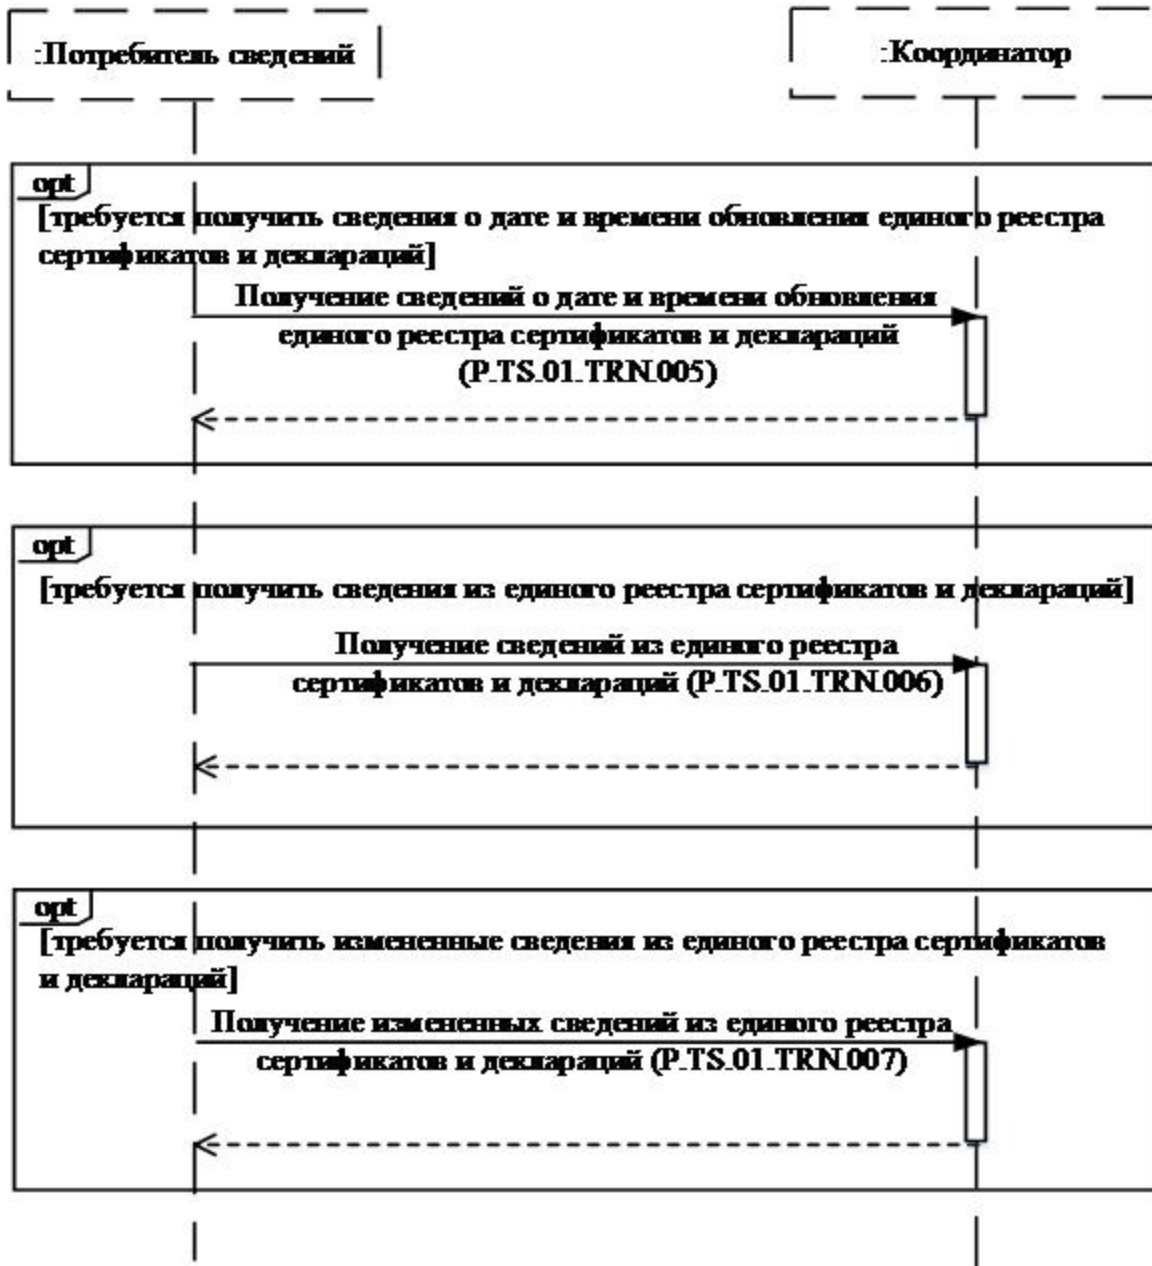 :Потребитель сведений
:Координатор
opt
[требуется получить сведения о дате и времени обновления единого реестра
сертификатов и деклараций]
Получение сведений о дате и времени обновления
единого реестра сертификатов и деклараций
(P.TS.01.TRN.005)
opt
[требуется получить сведения из единого реестра сертификатов и деклараций]
Получение сведений из единого реестра
сертификатов и деклараций (P.TS.01.TRN.006)
opt
[требуется получить измененные сведения из единого реестра сертификатов
и деклараций]
Получение измененных сведений из единого реестра
сертификатов и деклараций (P.TS.01.TRN.007)